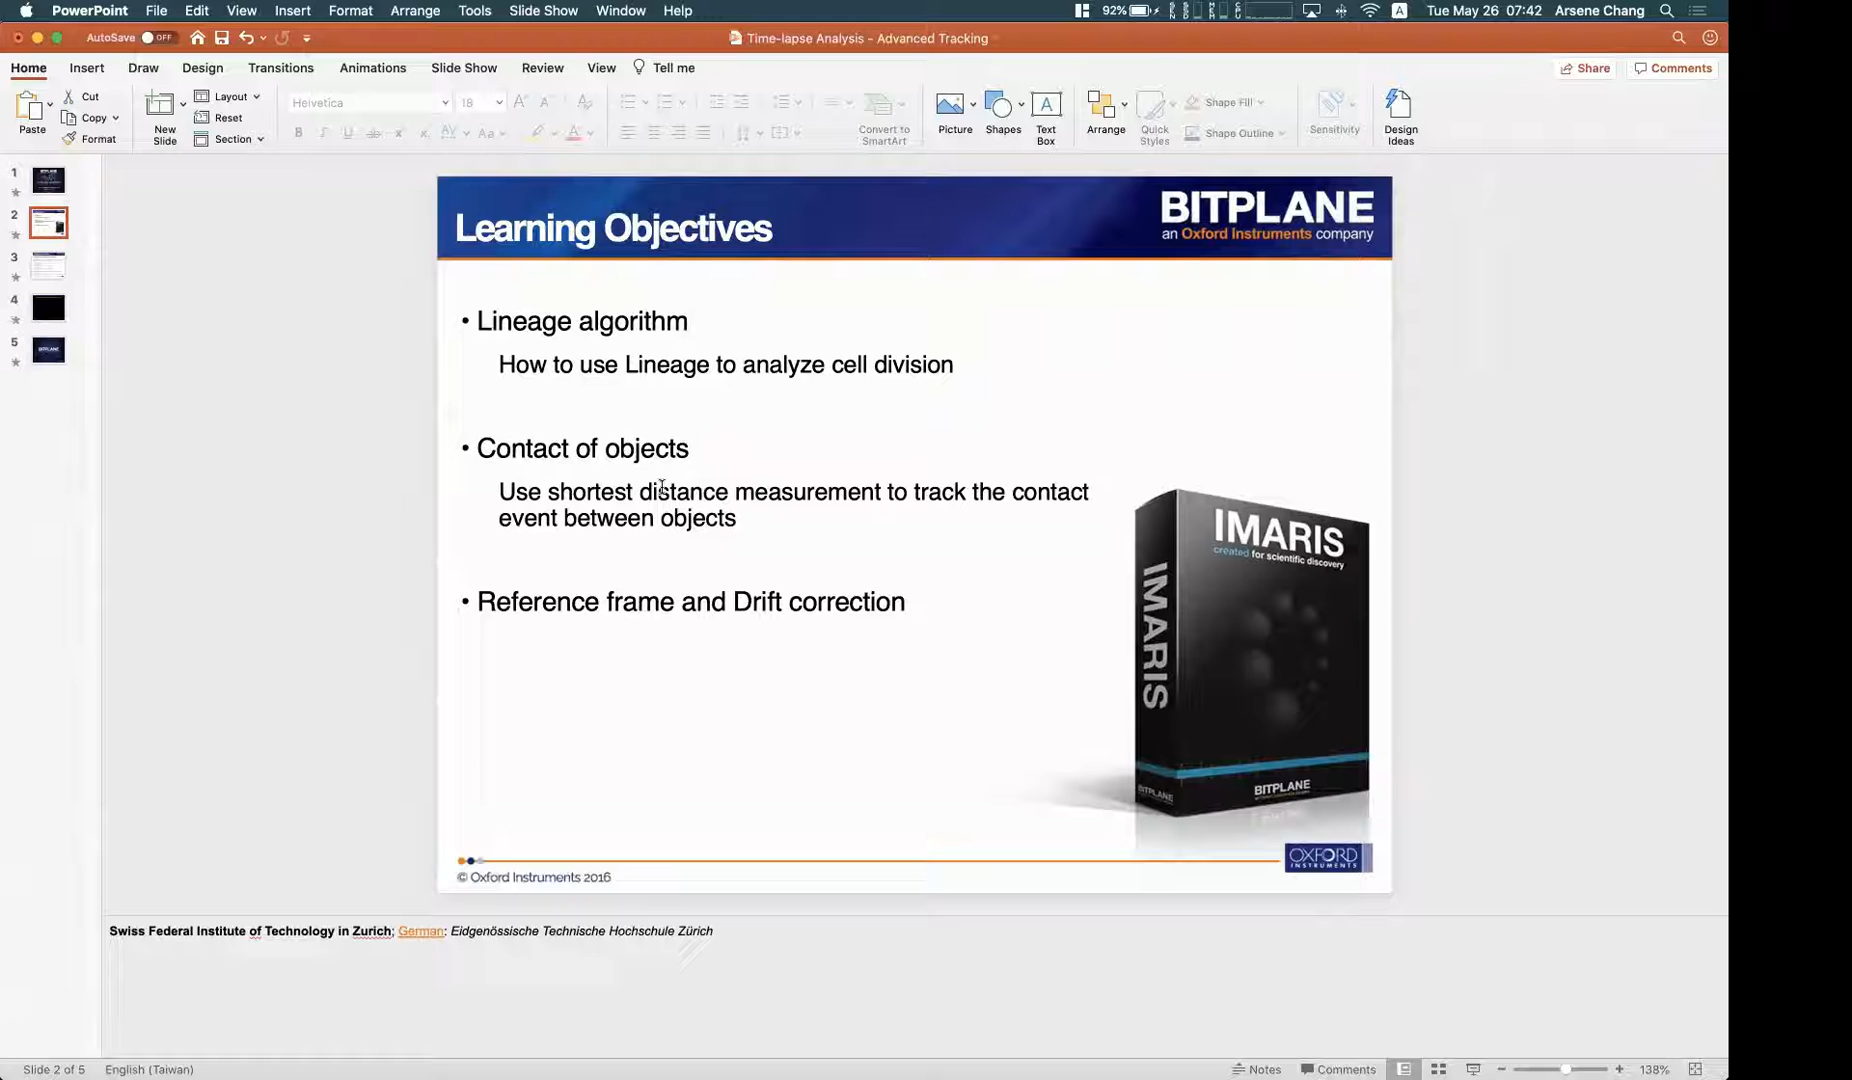 PowerPoint File Edit View Insert Format Arrange Tools Slide Show Window Help 92% A Tue May 26 07:42 Arsene Chang
AutoSave OFF Time-lapse Analysis - Advanced Tracking
Home Insert Draw Design Transitions Animations Slide Show Review View Tell me Share Comments
Paste Cut Copy Format
New Slide Layout Reset Section
Helvetica 18
Convert to SmartArt
Picture Shapes Text Box
Arrange Quick Styles Shape Fill Shape Outline
Sensitivity
Design Ideas
1
2
3
4
5
Learning Objectives
BITPLANE
an Oxford Instruments company
• Lineage algorithm
How to use Lineage to analyze cell division
• Contact of objects
Use shortest distance measurement to track the contact
event between objects
• Reference frame and Drift correction
IMARIS
created for scientific discovery
IMARIS
BITPLANE
BITPLANE
OXFORD
INSTRUMENTS
© Oxford Instruments 2016
Swiss Federal Institute of Technology in Zurich; German: Eidgenössische Technische Hochschule Zürich
Slide 2 of 5 English (Taiwan) Notes Comments 138%